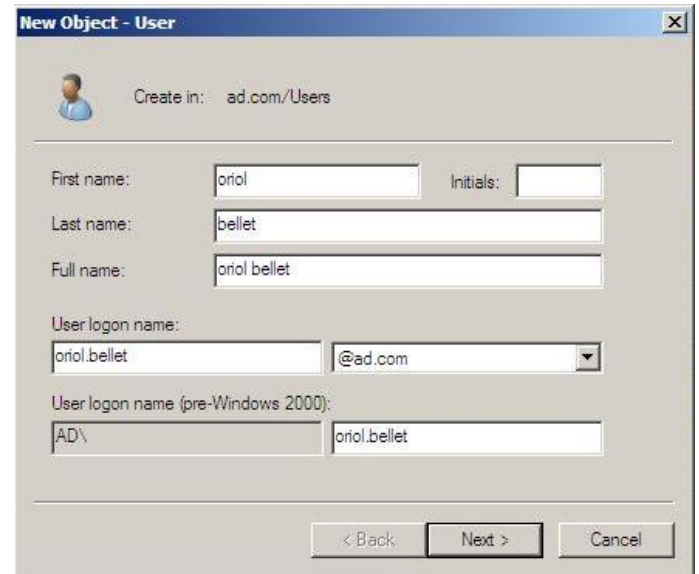 New Object - User
Create in: ad.com/Users
First name: oriol Initials:
Last name: bellet
Full name: oriol bellet
User logon name:
oriol.bellet @ad.com
User logon name (pre-Windows 2000):
AD\ oriol.bellet
< Back Next > Cancel